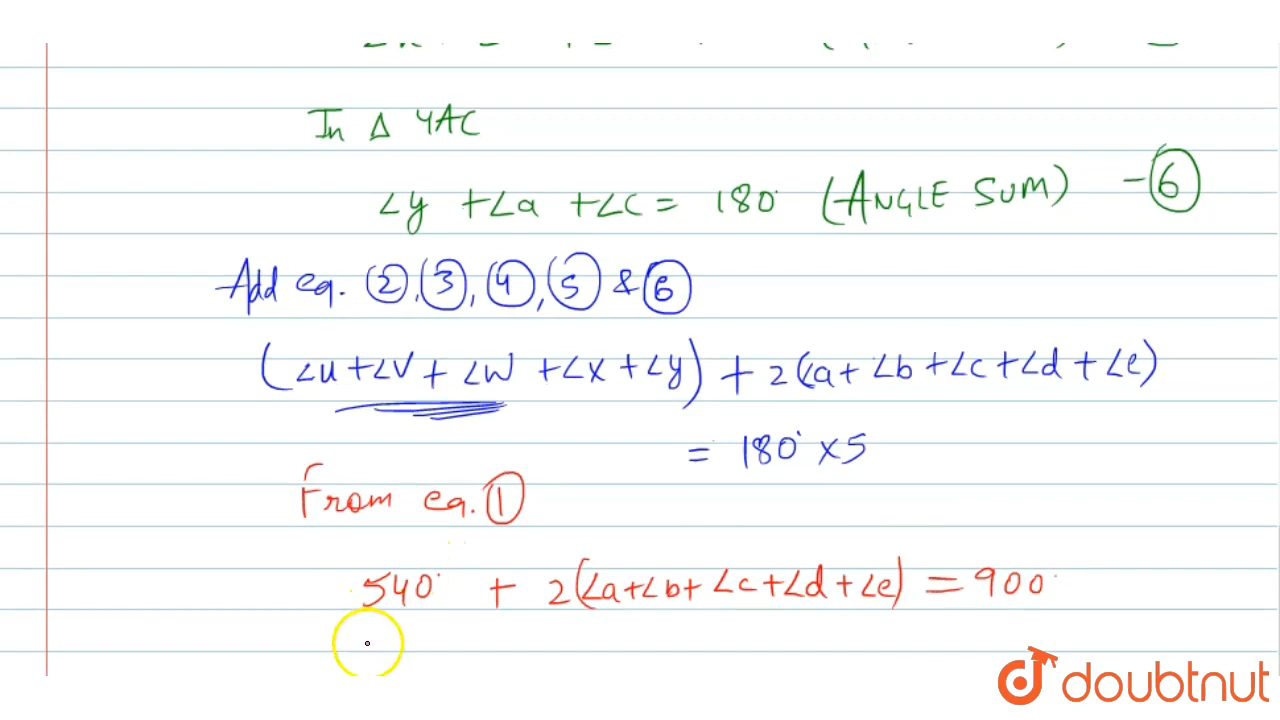 In Δ YAC
∠y + ∠a + ∠c = 180° (ANGLE SUM) - ⑥
Add eq. ②, ③, ④, ⑤ & ⑥
(∠u + ∠v + ∠w + ∠x + ∠y) + 2(∠a + ∠b + ∠c + ∠d + ∠e)
= 180° × 5
From eq. ①
540° + 2(∠a + ∠b + ∠c + ∠d + ∠e) = 900°
doubtnut